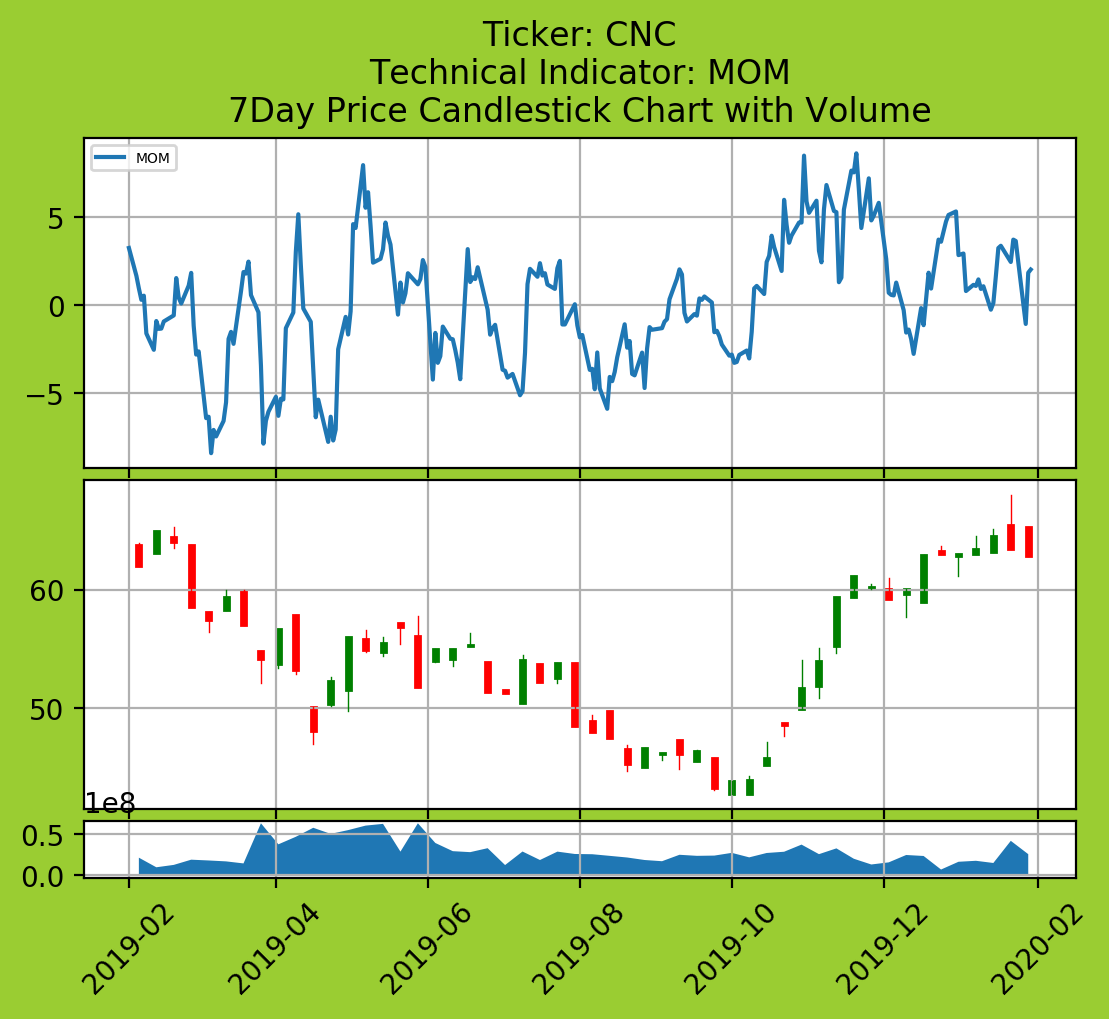 Ticker: CNC
Technical Indicator: MOM
7Day Price Candlestick Chart with Volume
MOM
5
0
−5
60
50
1e8
0.5
0.0
2019-02
2019-04
2019-06
2019-08
2019-10
2019-12
2020-02